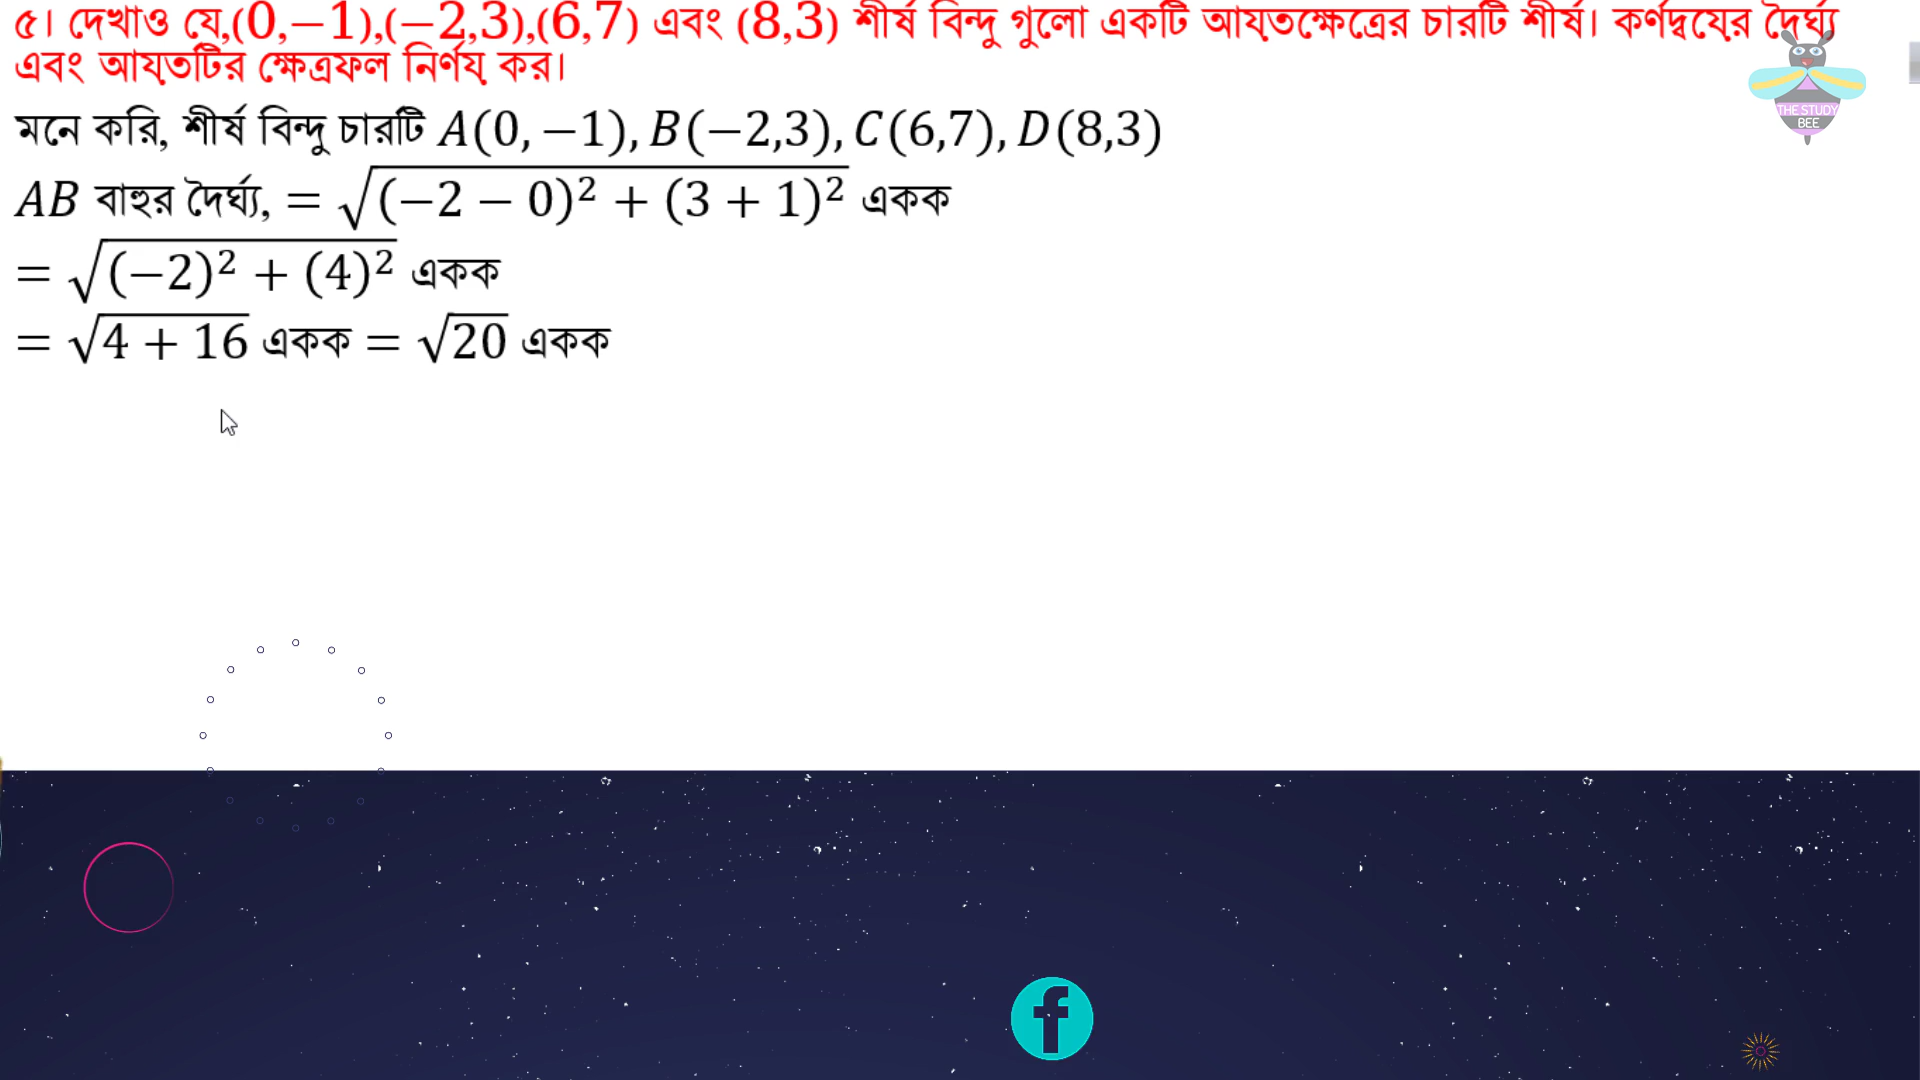 ৫। দেখাও যে,(0,−1),(−2,3),(6,7) এবং (8,3) শীর্ষ বিন্দু গুলো একটি আয়তক্ষেত্রের চারটি শীর্ষ। কর্ণদ্বয়ের দৈর্ঘ্য
এবং আয়তটির ক্ষেত্রফল নির্ণয় কর।
মনে করি, শীর্ষ বিন্দু চারটি A(0, −1), B(−2,3), C(6,7), D(8,3)
AB বাহুর দৈর্ঘ্য, = √(−2 − 0)² + (3 + 1)² একক
= √(−2)² + (4)² একক
= √4 + 16 একক = √20 একক
THE STUDY
BEE